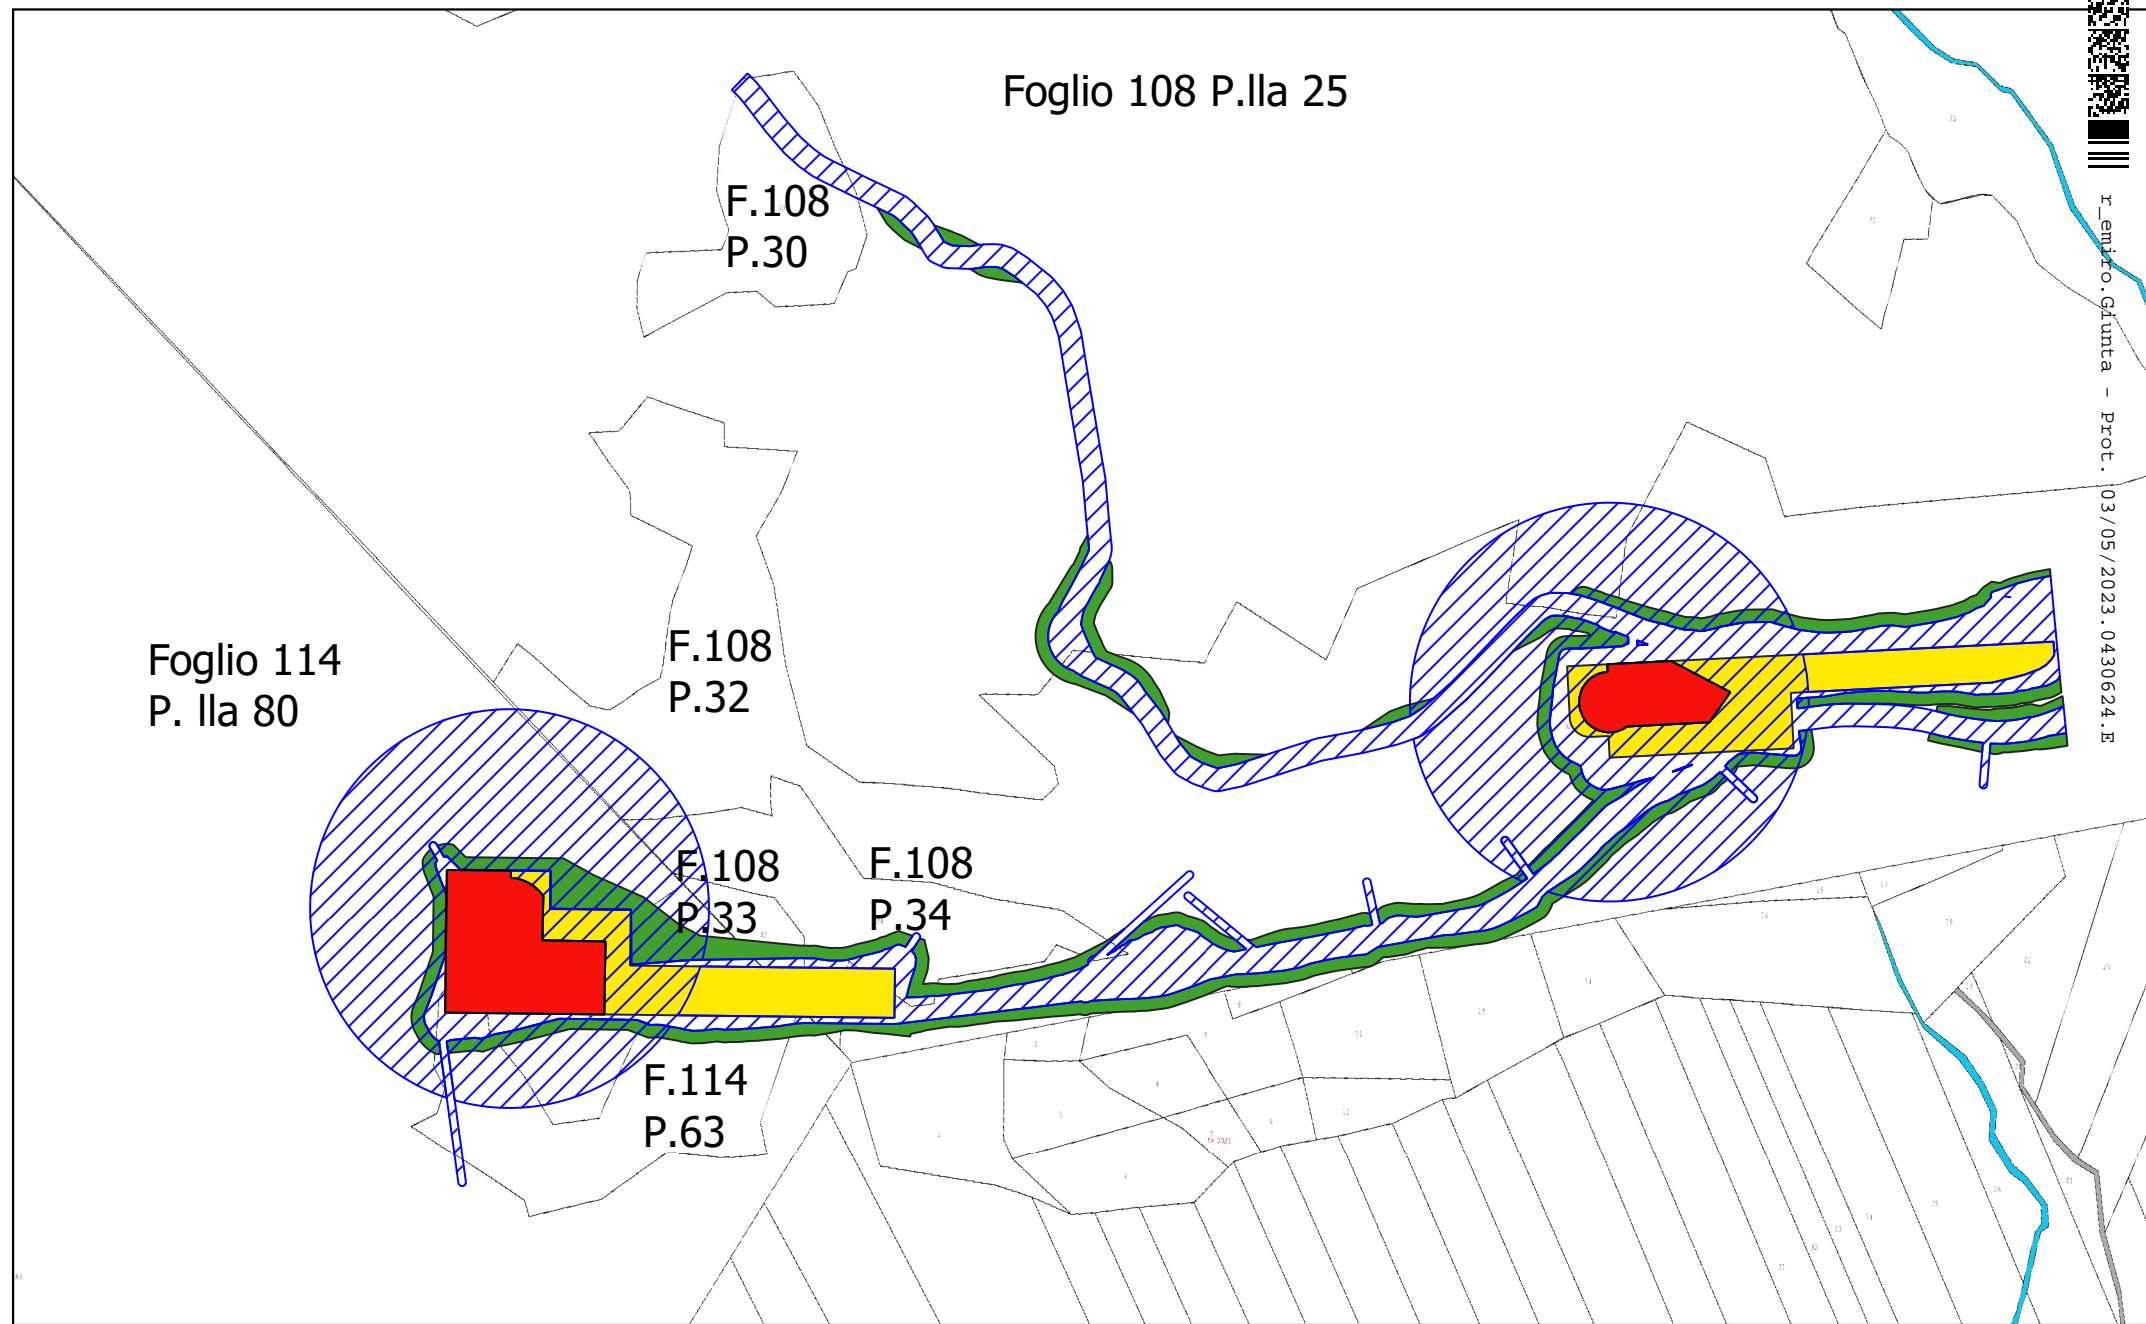 Foglio 108 P.lla 25
F.108
P.30
Foglio 114
P. lla 80
F.108
P.32
F.108
P.33
F.108
P.34
F.114
P.63
r_emiro.Giunta - Prot. 03/05/2023.0430624.E